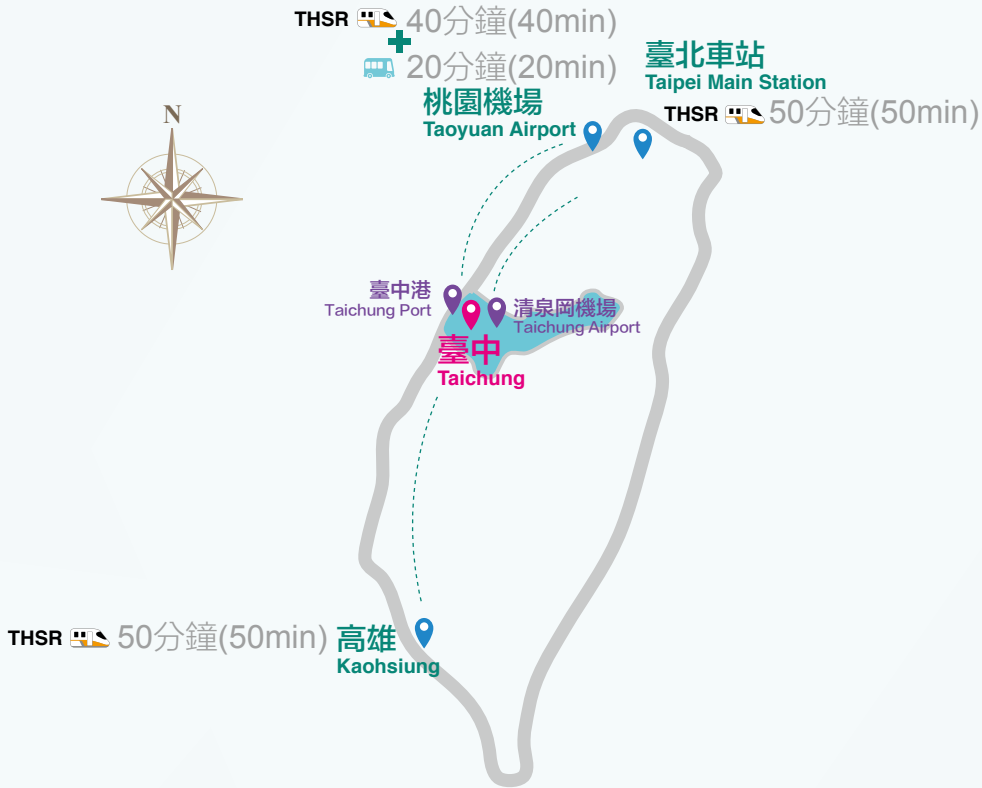 THSR 40分鐘(40min)
+
20分鐘(20min)
臺北車站
Taipei Main Station
THSR 50分鐘(50min)
桃園機場
Taoyuan Airport
N
臺中港
Taichung Port
清泉岡機場
Taichung Airport
臺中
Taichung
THSR 50分鐘(50min)
高雄
Kaohsiung